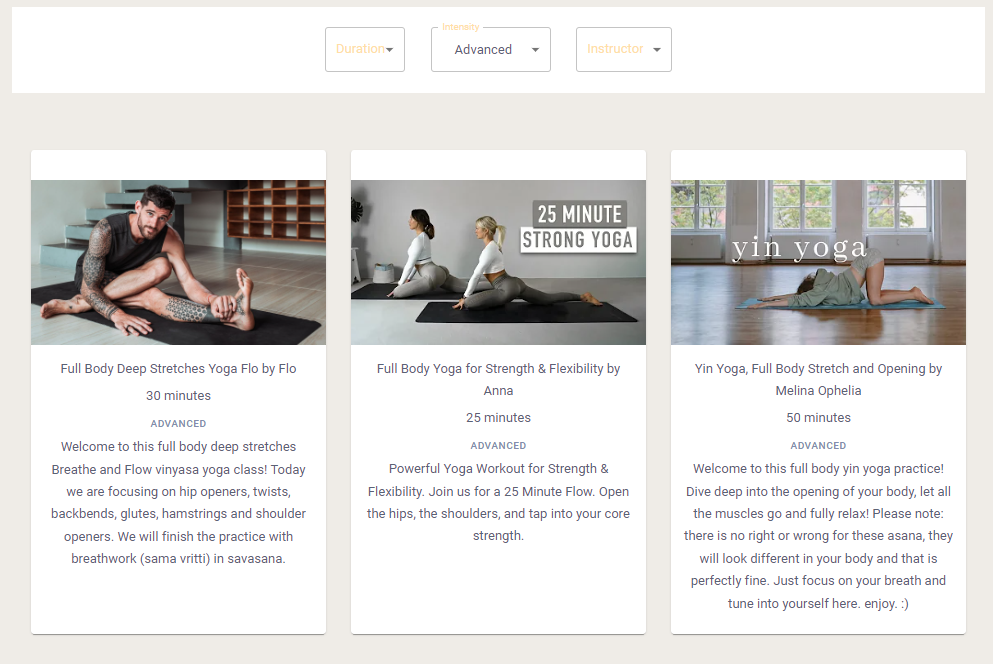 Intensity
Duration Advanced Instructor
25 MINUTE
STRONG YOGA
yin yoga
Full Body Deep Stretches Yoga Flo by Flo
30 minutes
ADVANCED
Welcome to this full body deep stretches
Breathe and Flow vinyasa yoga class! Today
we are focusing on hip openers, twists,
backbends, glutes, hamstrings and shoulder
openers. We will finish the practice with
breathwork (sama vritti) in savasana.
Full Body Yoga for Strength & Flexibility by
Anna
25 minutes
ADVANCED
Powerful Yoga Workout for Strength &
Flexibility. Join us for a 25 Minute Flow. Open
the hips, the shoulders, and tap into your core
strength.
Yin Yoga, Full Body Stretch and Opening by
Melina Ophelia
50 minutes
ADVANCED
Welcome to this full body yin yoga practice!
Dive deep into the opening of your body, let all
the muscles go and fully relax! Please note:
there is no right or wrong for these asana, they
will look different in your body and that is
perfectly fine. Just focus on your breath and
tune into yourself here. enjoy. :)